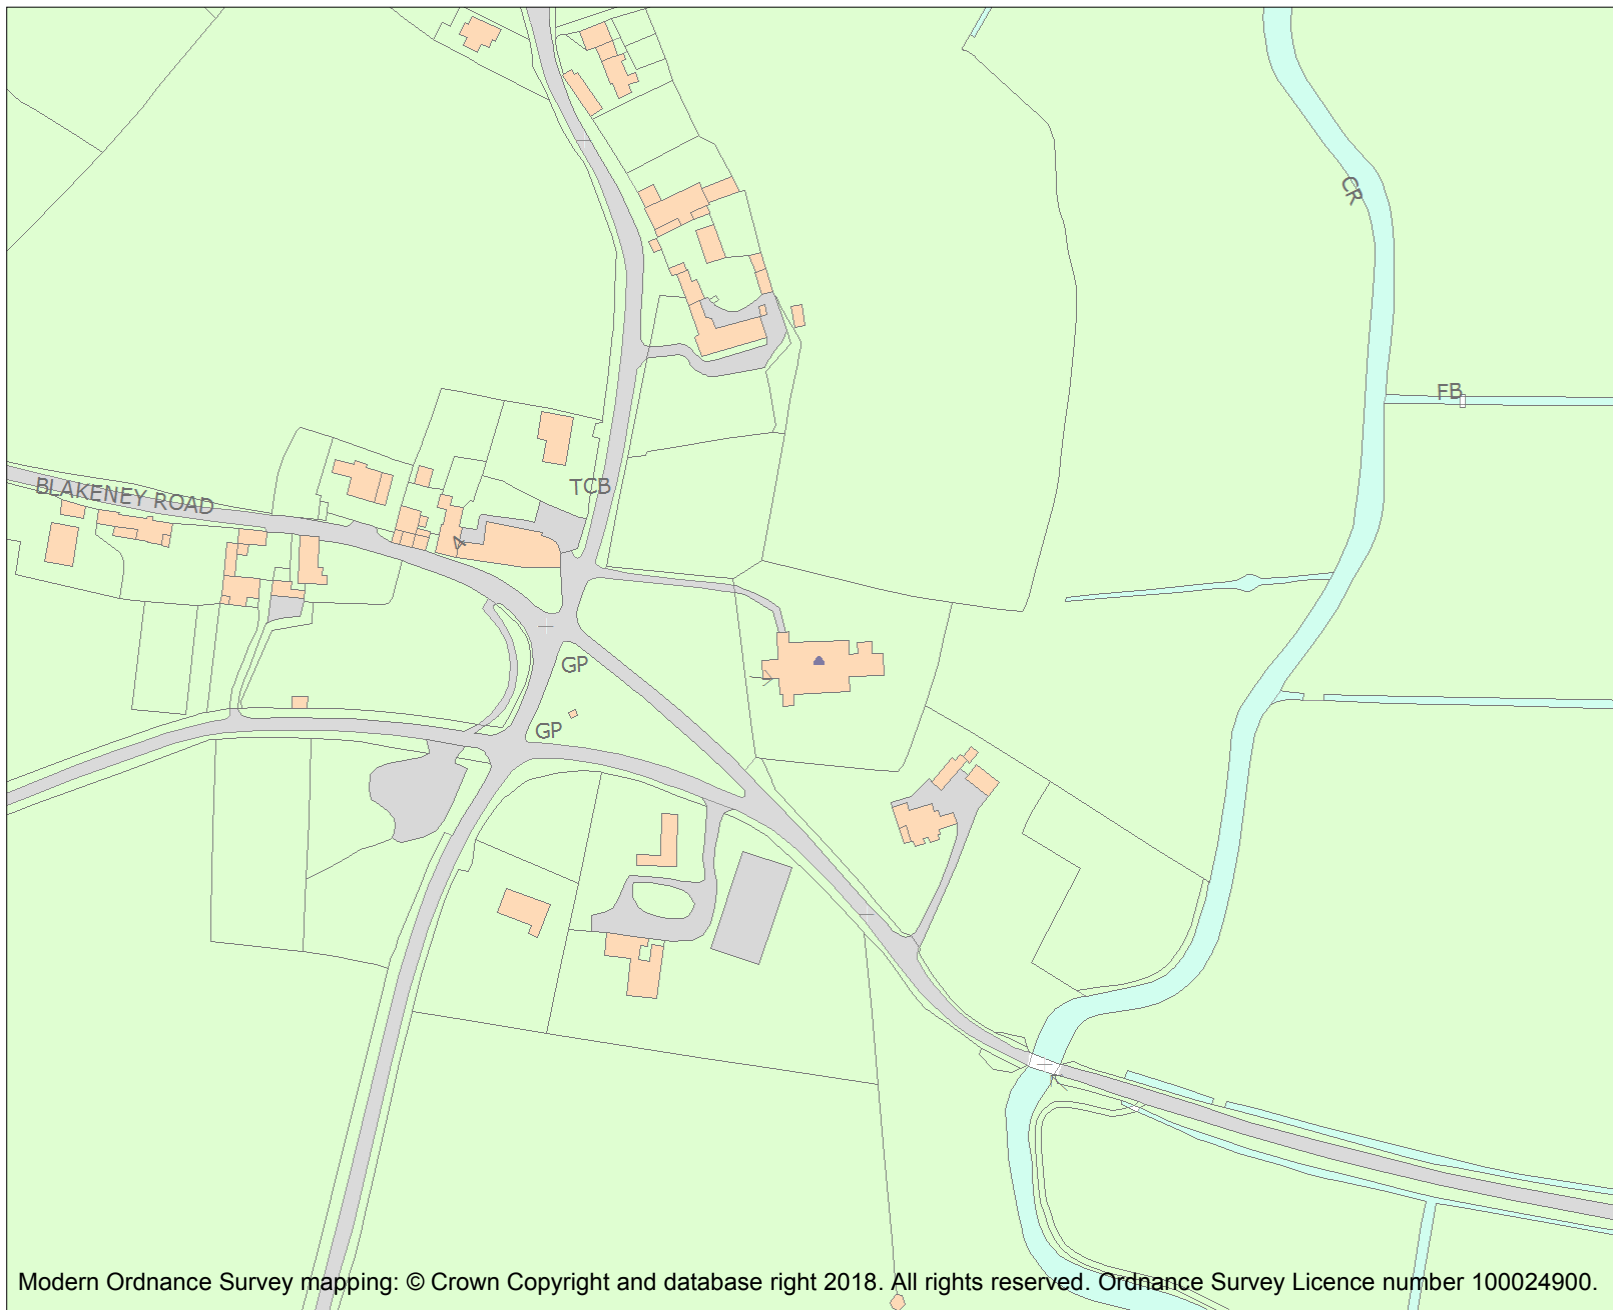 CR
FB
TCB
BLAKENEY ROAD
4
GP
GP
Modern Ordnance Survey mapping: © Crown Copyright and database right 2018. All rights reserved. Ordnance Survey Licence number 100024900.